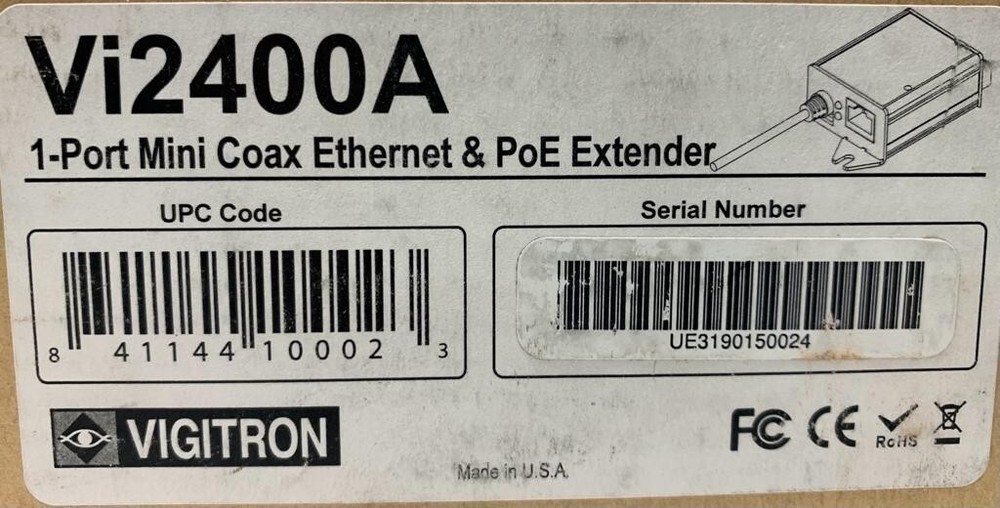 Vi2400A
1-Port Mini Coax Ethernet & PoE Extender
UPC Code
8 41144 10002 3
Serial Number
UE3190150024
VIGITRON
Made in U.S.A.
FC CE RoHS